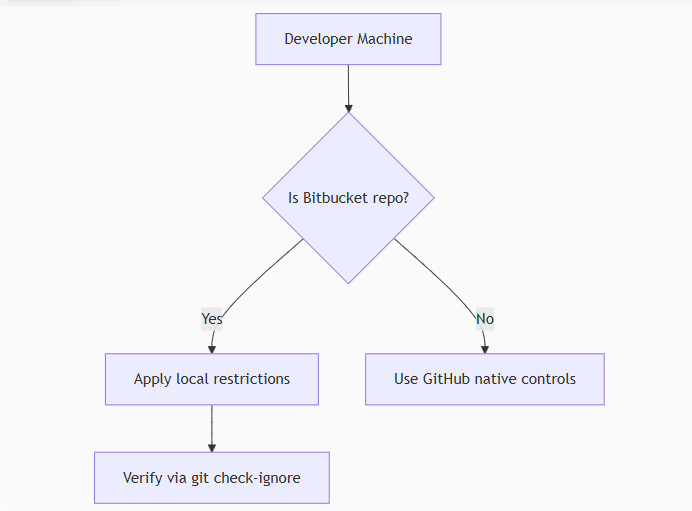 Developer Machine
Is Bitbucket repo?
Yes
No
Apply local restrictions
Use GitHub native controls
Verify via git check-ignore